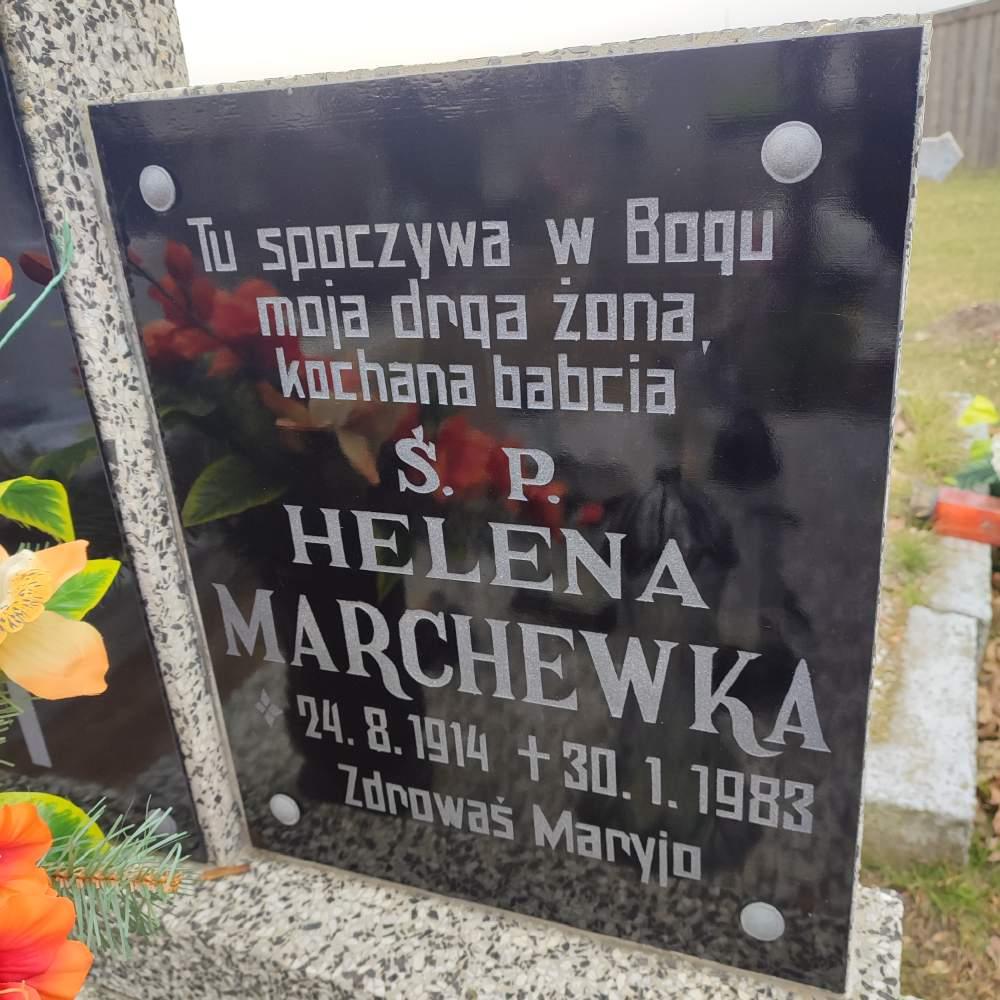 Tu spoczywa w Bogu
moja drga żona,
kochana babcia
Ś. P.
HELENA
MARCHEWKA
24. 8. 1914 + 30. 1. 1983
Zdrowaś Maryjo